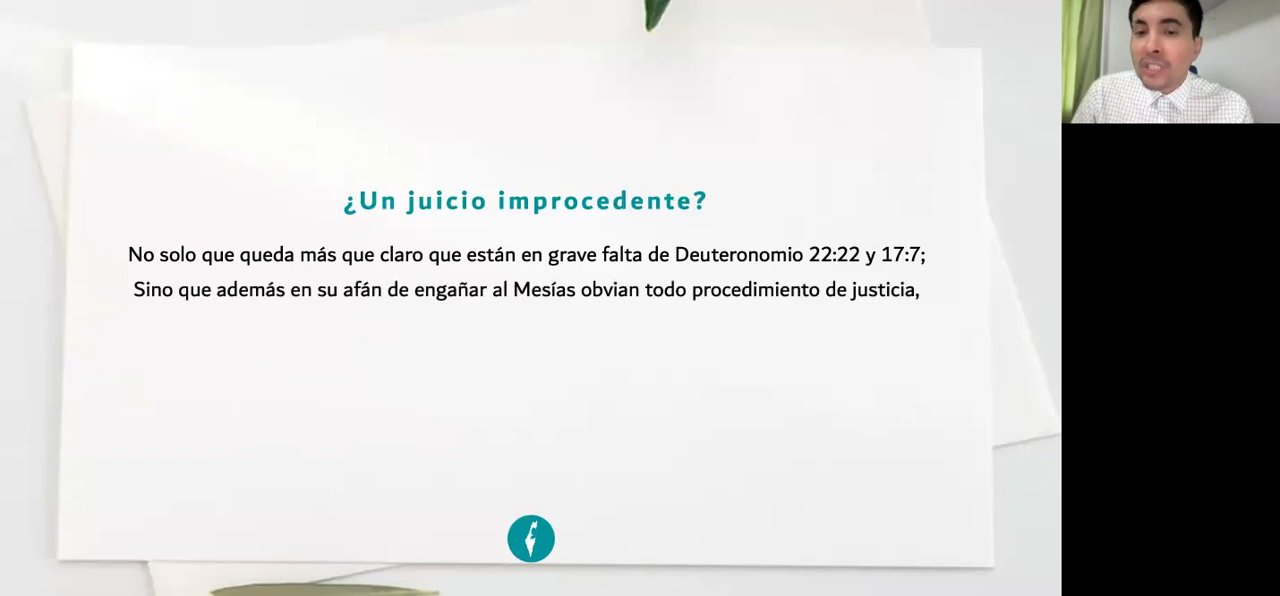 ¿Un juicio improcedente?
No solo que queda más que claro que están en grave falta de Deuteronomio 22:22 y 17:7;
Sino que además en su afán de engañar al Mesías obvian todo procedimiento de justicia,